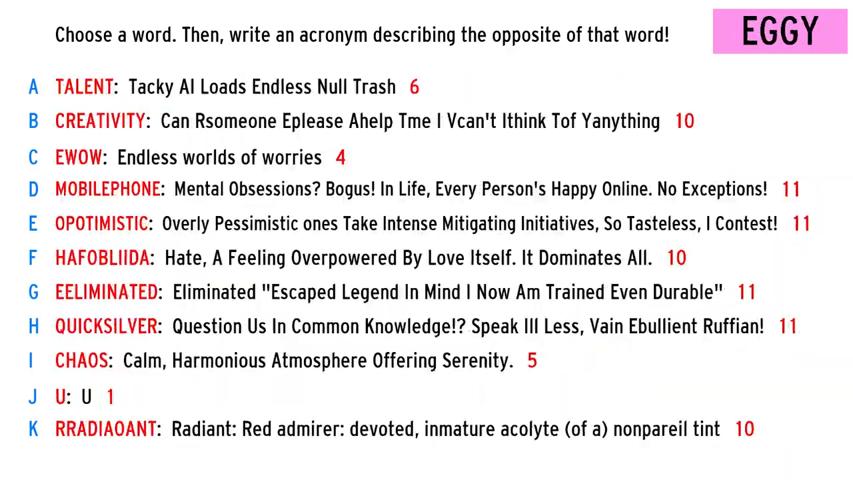 Choose a word. Then, write an acronym describing the opposite of that word!
EGGY
A TALENT: Tacky AI Loads Endless Null Trash 6
B CREATIVITY: Can Rsomeone Eplease Ahelp Tme I Vcan't Ithink Tof Yanything 10
C EWOW: Endless worlds of worries 4
D MOBILEPHONE: Mental Obsessions? Bogus! In Life, Every Person's Happy Online. No Exceptions! 11
E OPOTIMISTIC: Overly Pessimistic ones Take Intense Mitigating Initiatives, So Tasteless, I Contest! 11
F HAFOBLIIDA: Hate, A Feeling Overpowered By Love Itself. It Dominates All. 10
G EELIMINATED: Eliminated "Escaped Legend In Mind I Now Am Trained Even Durable" 11
H QUICKSILVER: Question Us In Common Knowledge!? Speak Ill Less, Vain Ebullient Ruffian! 11
I CHAOS: Calm, Harmonious Atmosphere Offering Serenity. 5
J U: U 1
K RRADIAOANT: Radiant: Red admirer: devoted, inmature acolyte (of a) nonpareil tint 10